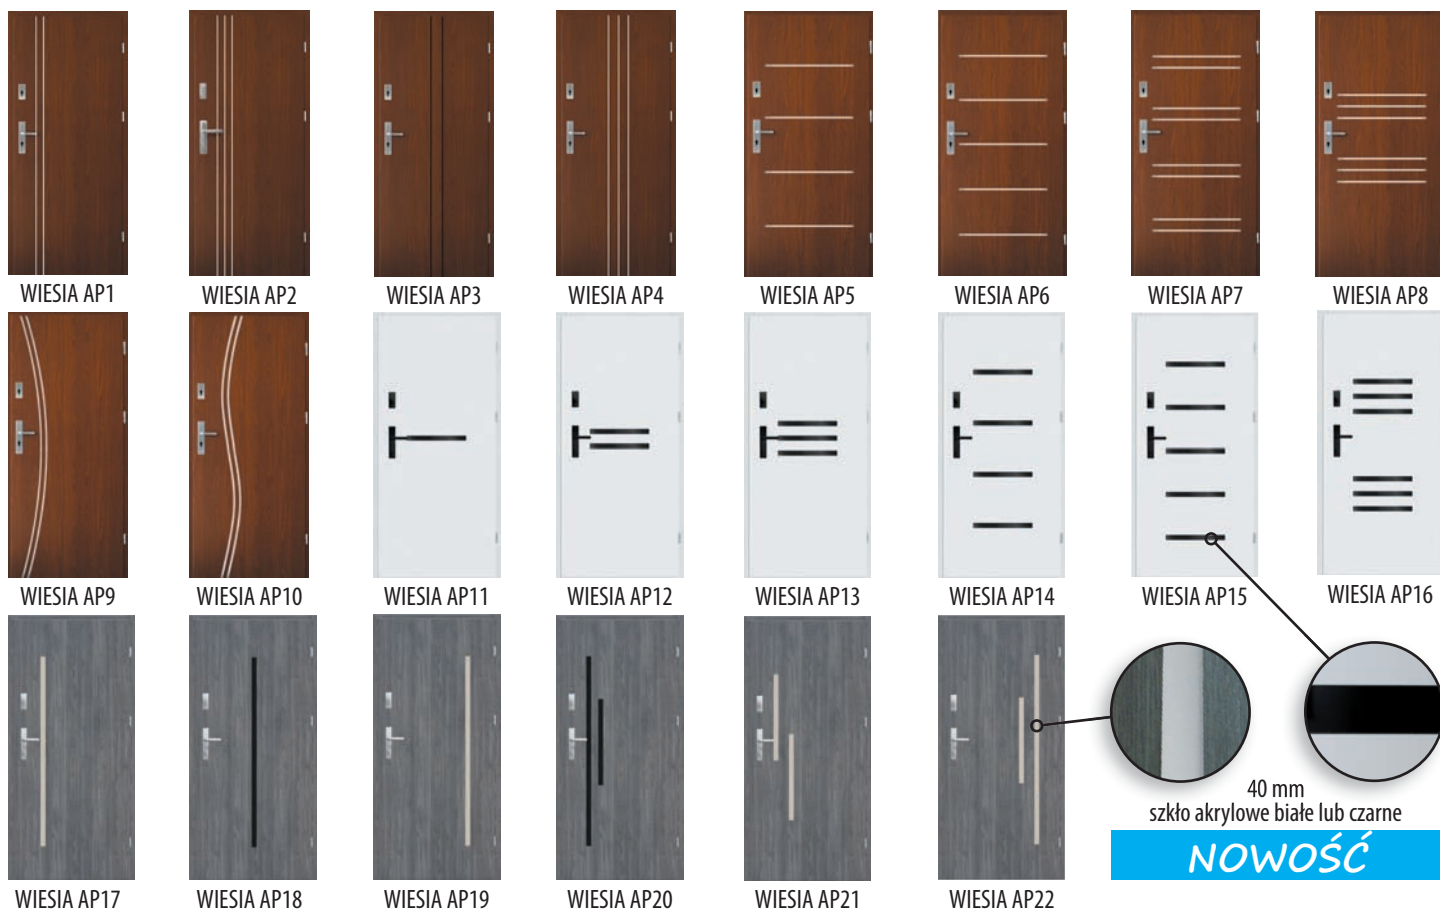 WIESIA AP1
WIESIA AP2
WIESIA AP3
WIESIA AP4
WIESIA AP5
WIESIA AP6
WIESIA AP7
WIESIA AP8
WIESIA AP9
WIESIA AP10
WIESIA AP11
WIESIA AP12
WIESIA AP13
WIESIA AP14
WIESIA AP15
WIESIA AP16
WIESIA AP17
WIESIA AP18
WIESIA AP19
WIESIA AP20
WIESIA AP21
WIESIA AP22
40 mm
szkło akrylowe białe lub czarne
NOWOŚĆ